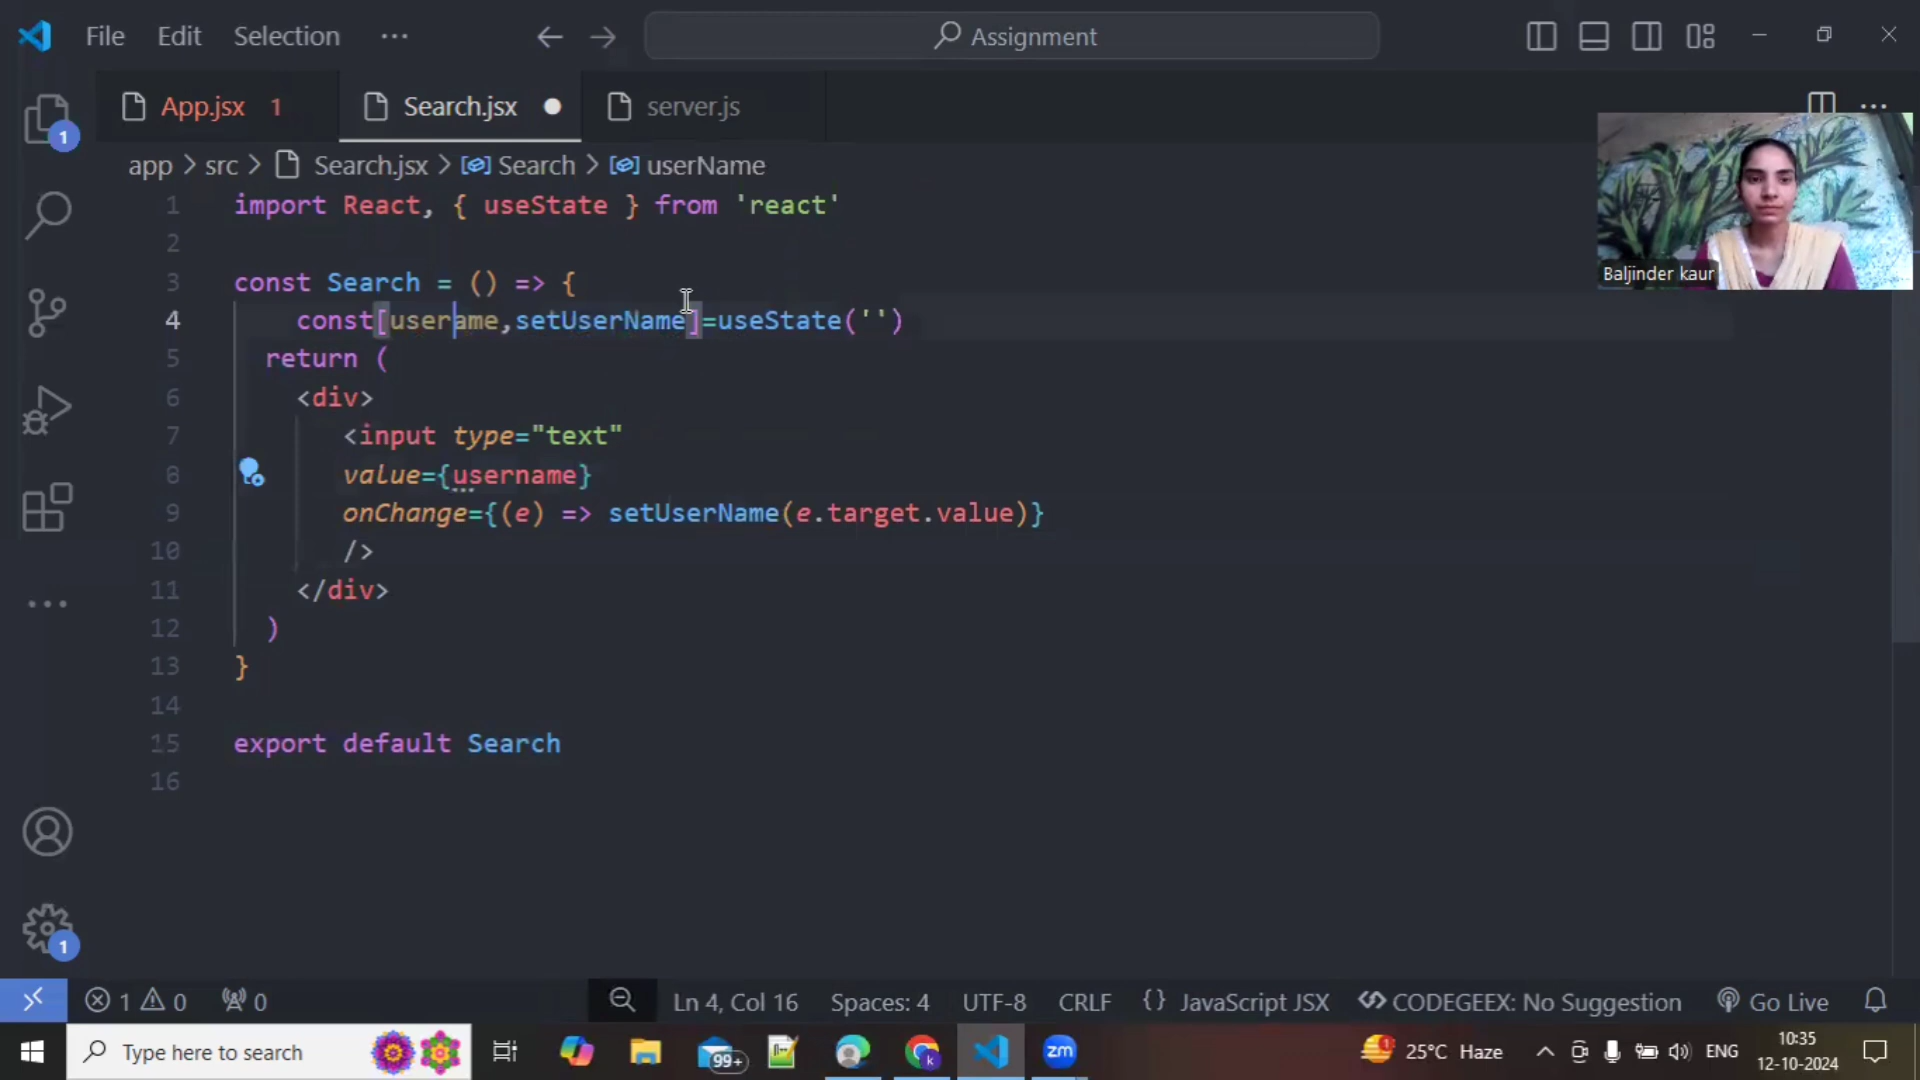 File Edit Selection ... Assignment
App.jsx 1 Search.jsx server.js ...
app > src > Search.jsx > Search > userName
1 import React, { useState } from 'react'
2
3 const Search = () => {
4 const[userame,setUserName]=useState('')
5 return (
6 <div>
7 <input type="text"
8 value={username}
9 onChange={(e) => setUserName(e.target.value)}
10 />
11 </div>
12 )
13 }
14
15 export default Search
16
Baljinder kaur
1
1
1 0 0 Ln 4, Col 16 Spaces: 4 UTF-8 CRLF {} JavaScript JSX CODEGEEX: No Suggestion Go Live
Type here to search 99+ k zm 1 25°C Haze ENG 10:35
12-10-2024